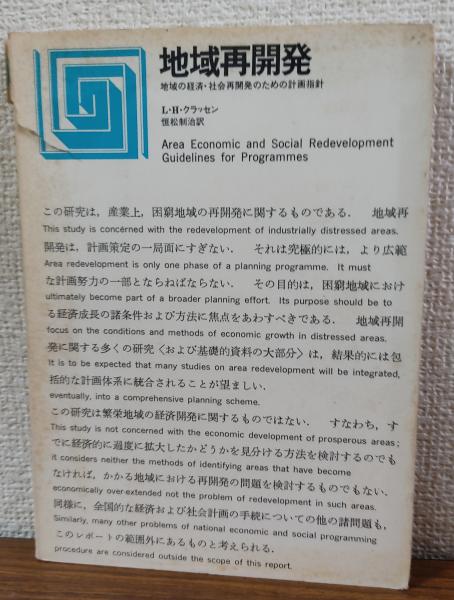 地域再開発
地域の経済・社会再開発のための計画指針
L・H・クラッセン
恒松制治訳
Area Economic and Social Redevelopment
Guidelines for Programmes
この研究は，産業上，困窮地域の再開発に関するものである． 地域再
This study is concerned with the redevelopment of industrially distressed areas.
開発は，計画策定の一局面にすぎない． それは究極的には，より広範
Area redevelopment is only one phase of a planning programme. It must
な計画努力の一部とならねばならない． その目的は，困窮地域におけ
ultimately become part of a broader planning effort. Its purpose should be to
る経済成長の諸条件および方法に焦点をあわすべきである． 地域再開
focus on the conditions and methods of economic growth in distressed areas.
発に関する多くの研究〈および基礎的資料の大部分〉は，結果的には包
It is to be expected that many studies on area redevelopment will be integrated,
括的な計画体系に統合されることが望ましい．
eventually, into a comprehensive planning scheme.
この研究は繁栄地域の経済開発に関するものではない． すなわち，す
This study is not concerned with the economic development of prosperous areas;
でに経済的に過度に拡大したかどうかを見分ける方法を検討するのでも
it considers neither the methods of identifying areas that have become
なければ，かかる地域における再開発の問題を検討するものでもない．
economically over-extended not the problem of redevelopment in such areas.
同様に，全国的な経済および社会計画の手続についての他の諸問題も，
Similarly, many other problems of national economic and social programming
このレポートの範囲外にあるものと考えられる．
procedure are considered outside the scope of this report.